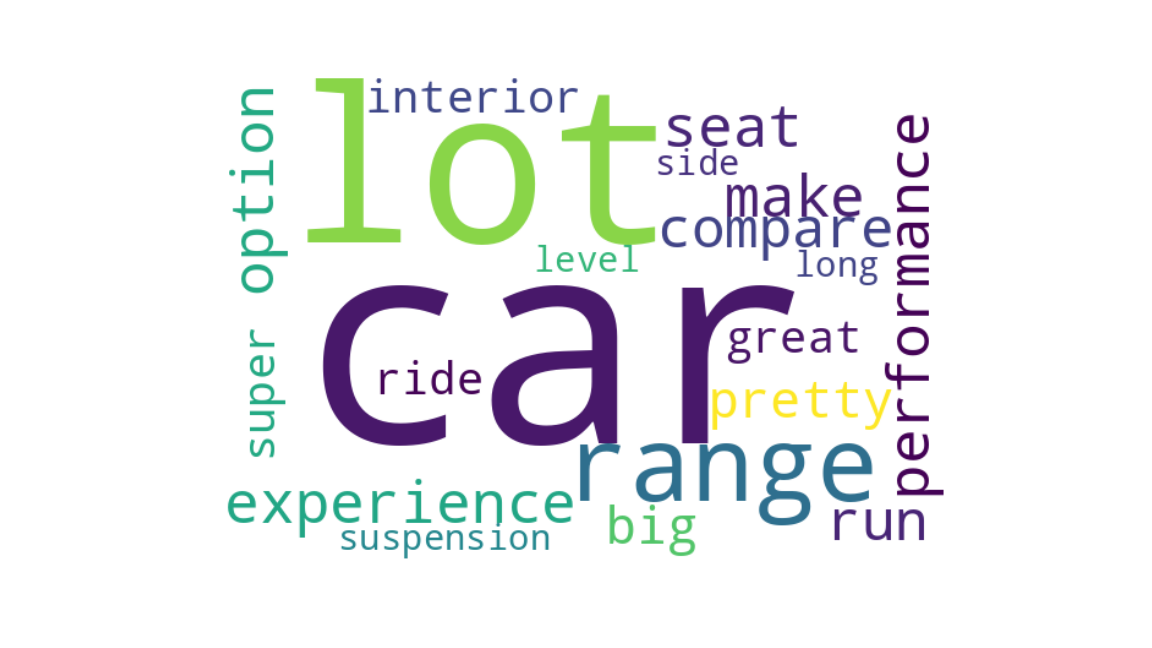 interior
lot
seat
side
option
make
compare
performance
level
long
car
great
ride
super
pretty
range
experience
big
run
suspension